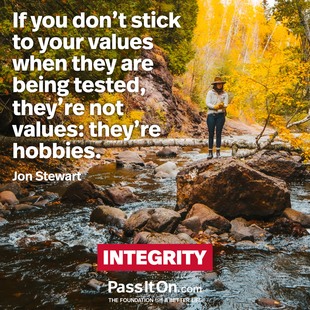 If you don't stick
to your values
when they are
being tested,
they're not
values: they're
hobbies.
Jon Stewart
INTEGRITY
PassItOn.com
THE FOUNDATION FOR A BETTER LIFE